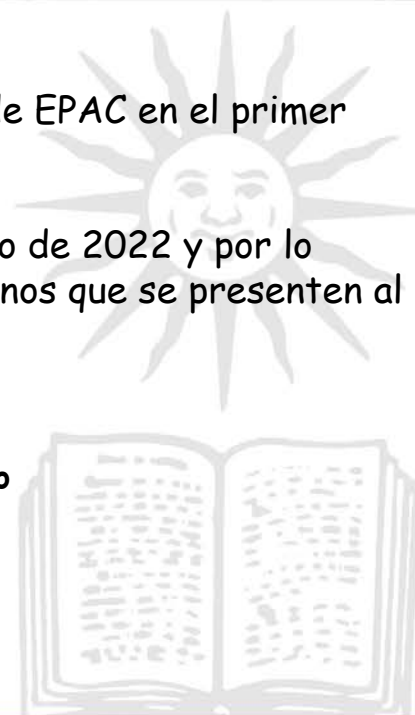 de EPAC en el primer
o de 2022 y por lo
nos que se presenten al
o